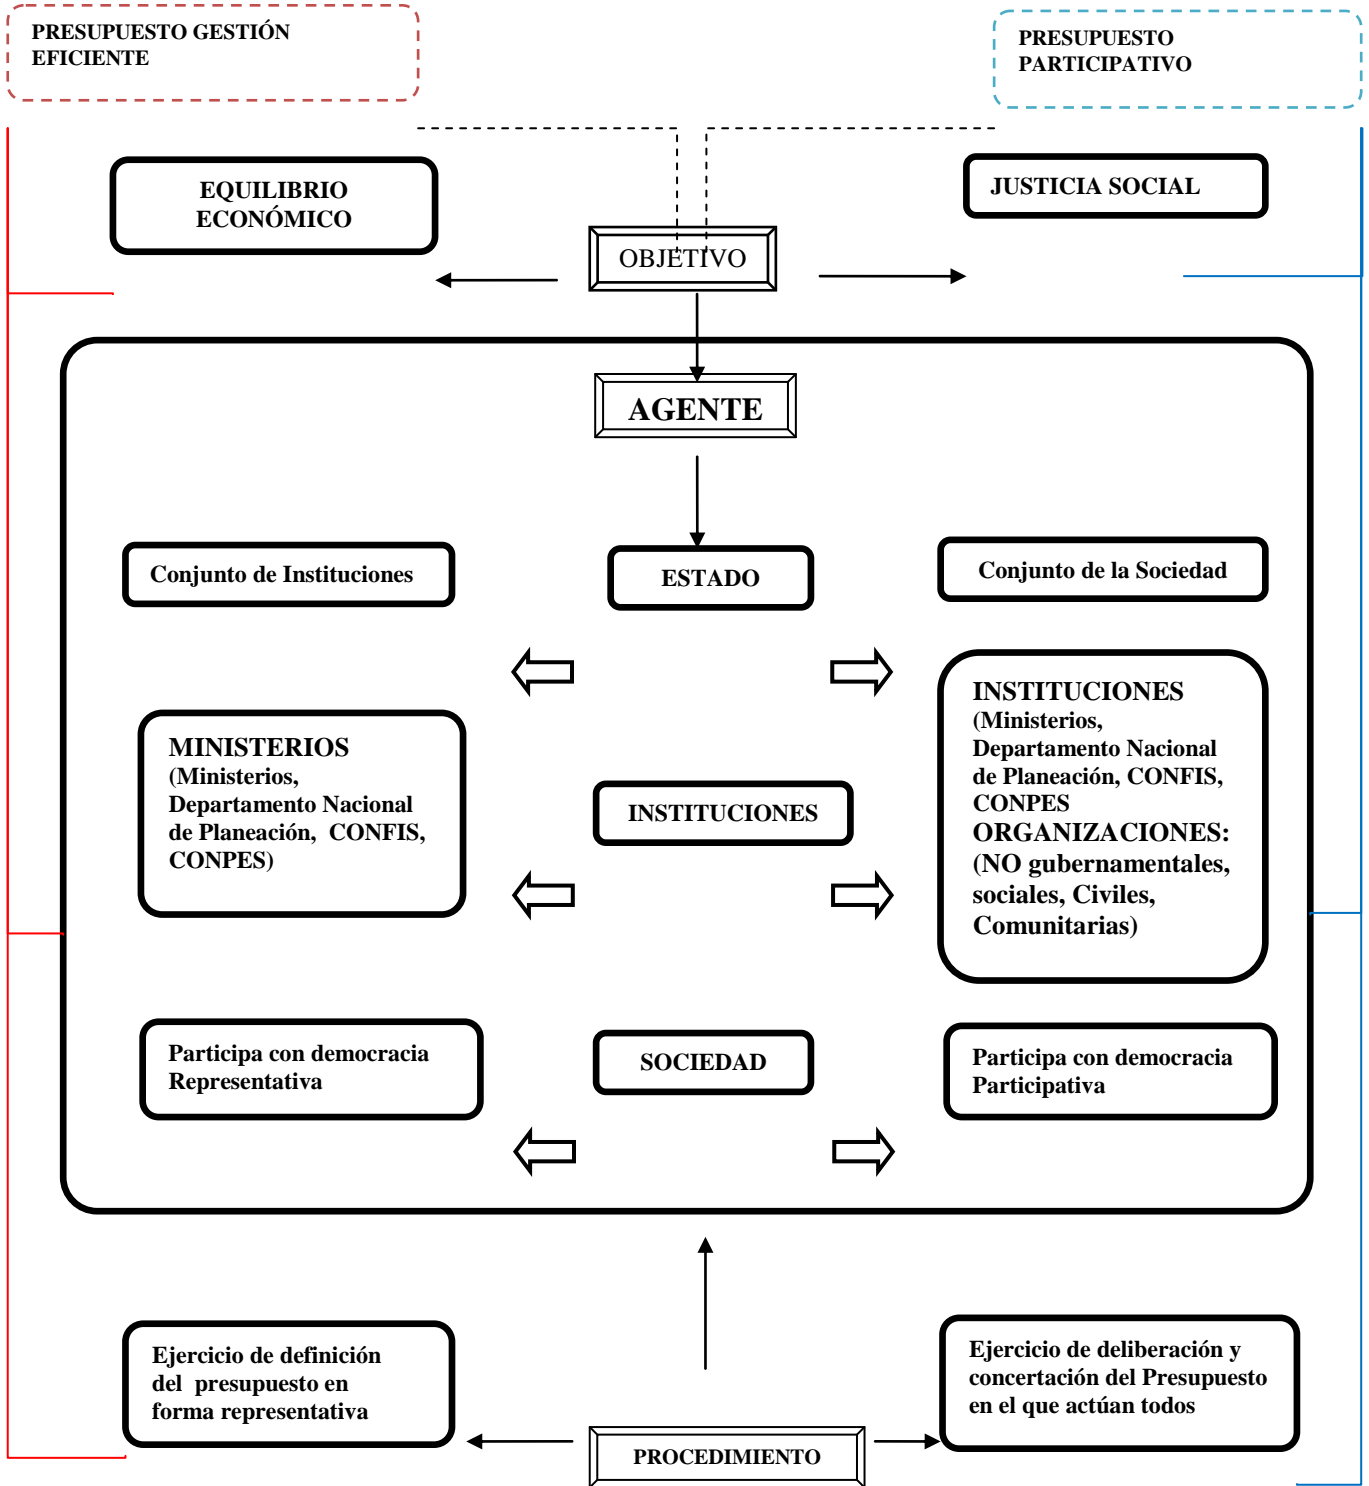 PRESUPUESTO GESTIÓN
EFICIENTE
PRESUPUESTO
PARTICIPATIVO
EQUILIBRIO
ECONÓMICO
JUSTICIA SOCIAL
OBJETIVO
AGENTE
Conjunto de Instituciones
ESTADO
Conjunto de la Sociedad
MINISTERIOS
(Ministerios,
Departamento Nacional
de Planeación, CONFIS,
CONPES)
INSTITUCIONES
INSTITUCIONES
(Ministerios,
Departamento Nacional
de Planeación, CONFIS,
CONPES
ORGANIZACIONES:
(NO gubernamentales,
sociales, Civiles,
Comunitarias)
Participa con democracia
Representativa
SOCIEDAD
Participa con democracia
Participativa
Ejercicio de definición
del presupuesto en
forma representativa
PROCEDIMIENTO
Ejercicio de deliberación y
concertación del Presupuesto
en el que actúan todos